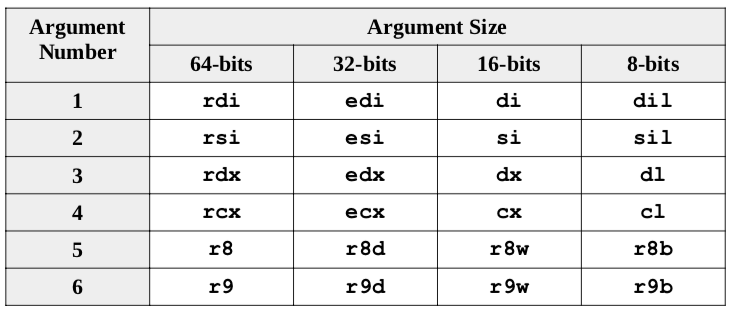 Argument Number Argument Size
64-bits 32-bits 16-bits 8-bits
1 rdi edi di dil
2 rsi esi si sil
3 rdx edx dx dl
4 rcx ecx cx cl
5 r8 r8d r8w r8b
6 r9 r9d r9w r9b